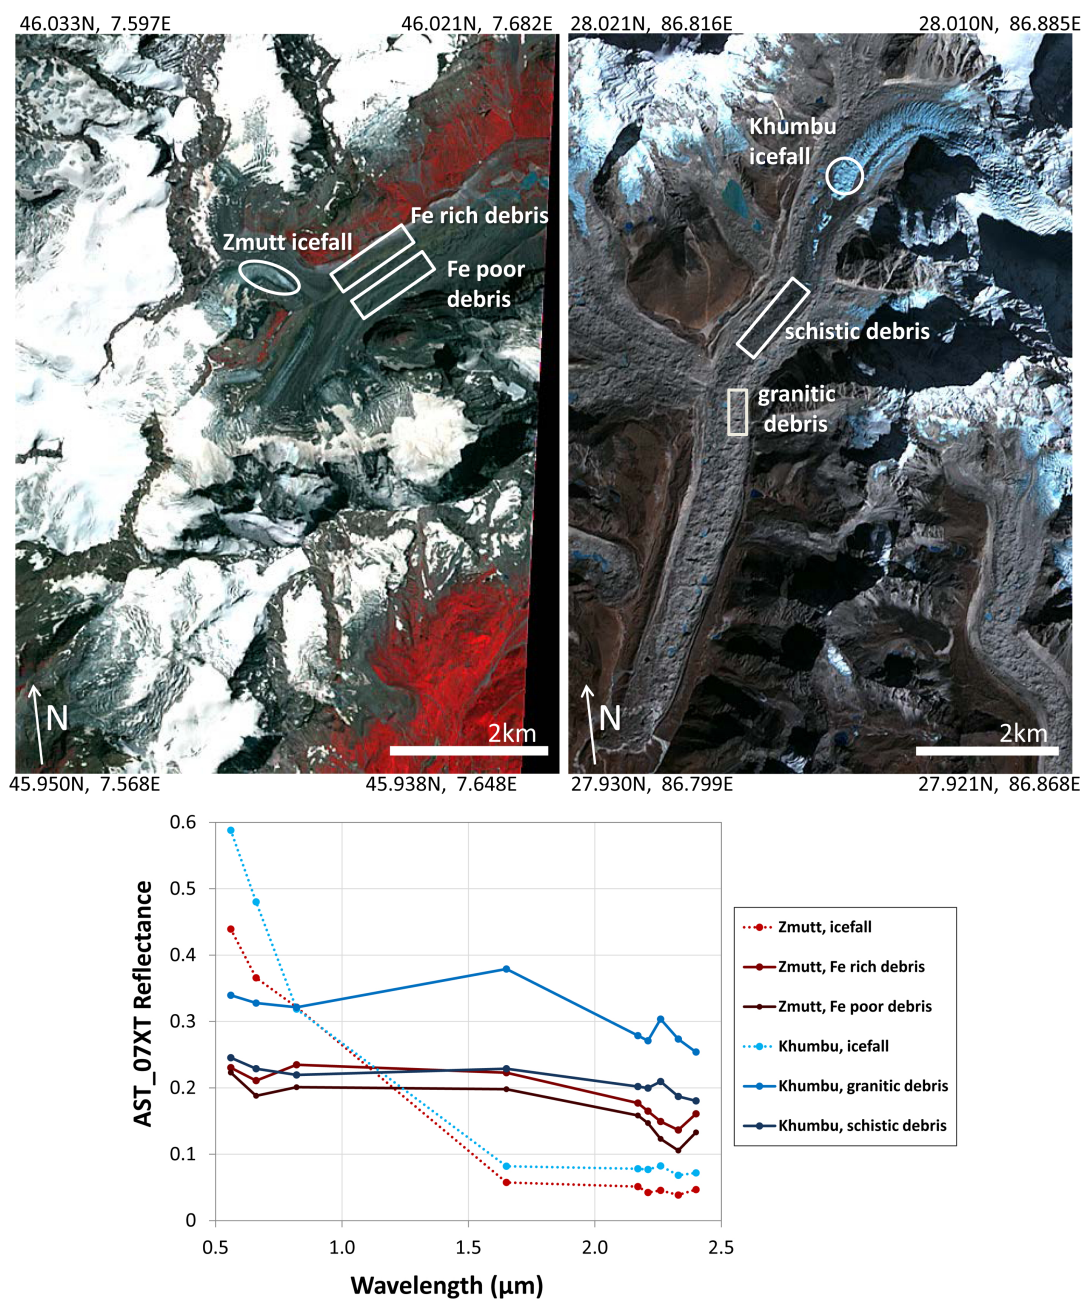 46.033N, 7.597E
46.021N, 7.682E
28.021N, 86.816E
28.010N, 86.885E
Zmutt icefall
Fe rich debris
Fe poor
debris
N
2km
Khumbu
icefall
schistic debris
granitic
debris
N
2km
45.950N, 7.568E
45.938N, 7.648E
27.930N, 86.799E
27.921N, 86.868E
AST_07XT Reflectance
0.6
0.5
0.4
0.3
0.2
0.1
0
0.5
1.0
1.5
2.0
2.5
Wavelength (μm)
Zmutt, icefall
Zmutt, Fe rich debris
Zmutt, Fe poor debris
Khumbu, icefall
Khumbu, granitic debris
Khumbu, schistic debris